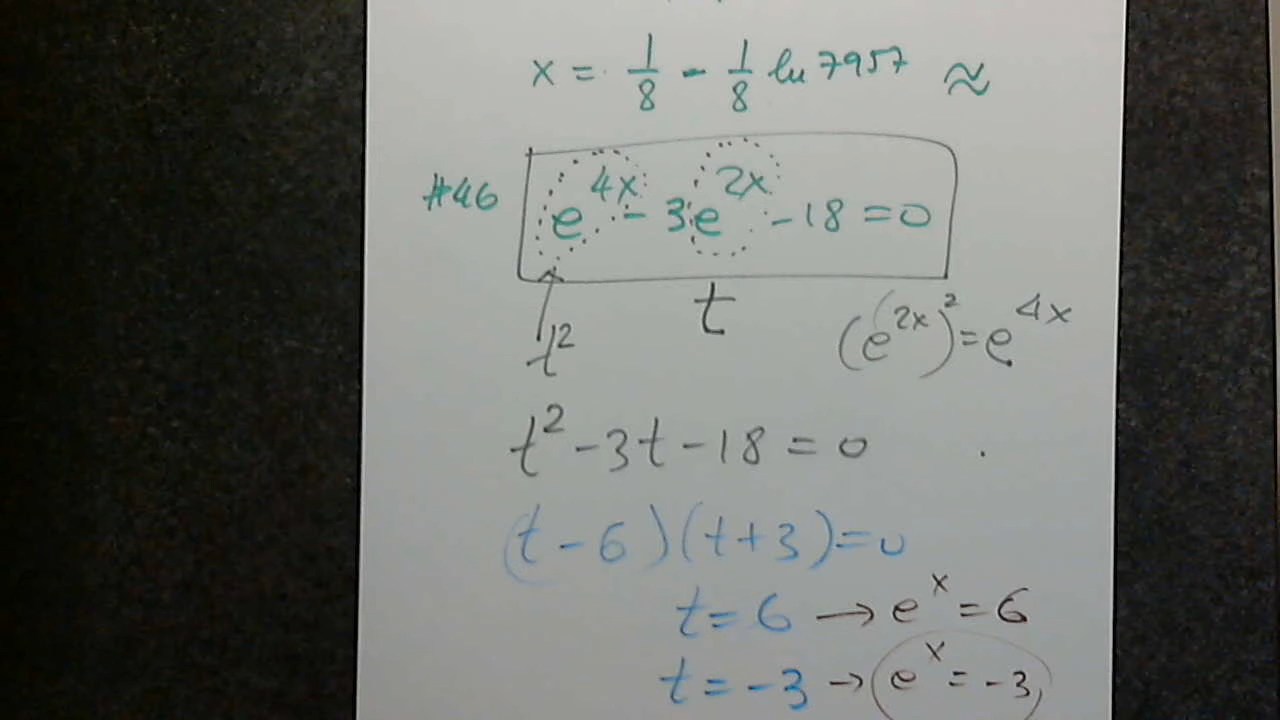 x = 1/8 - 1/8 ln 7957 ≈
#46 e^4x - 3e^2x - 18 = 0
t^2 t (e^2x)^2 = e^4x
t^2 - 3t - 18 = 0
(t - 6)(t + 3) = 0
t = 6 → e^x = 6
t = -3 → e^x = -3,